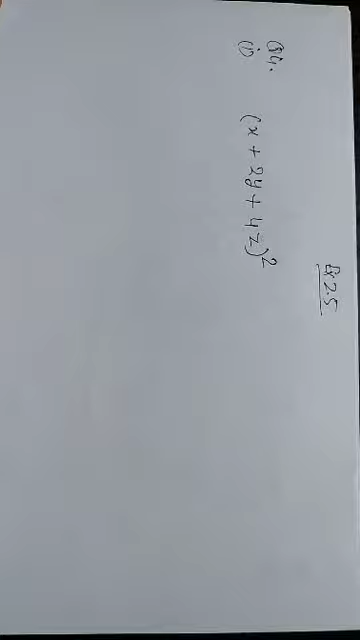 Ex 2.5
Q4.
(i) (x + 2y + 4z)²